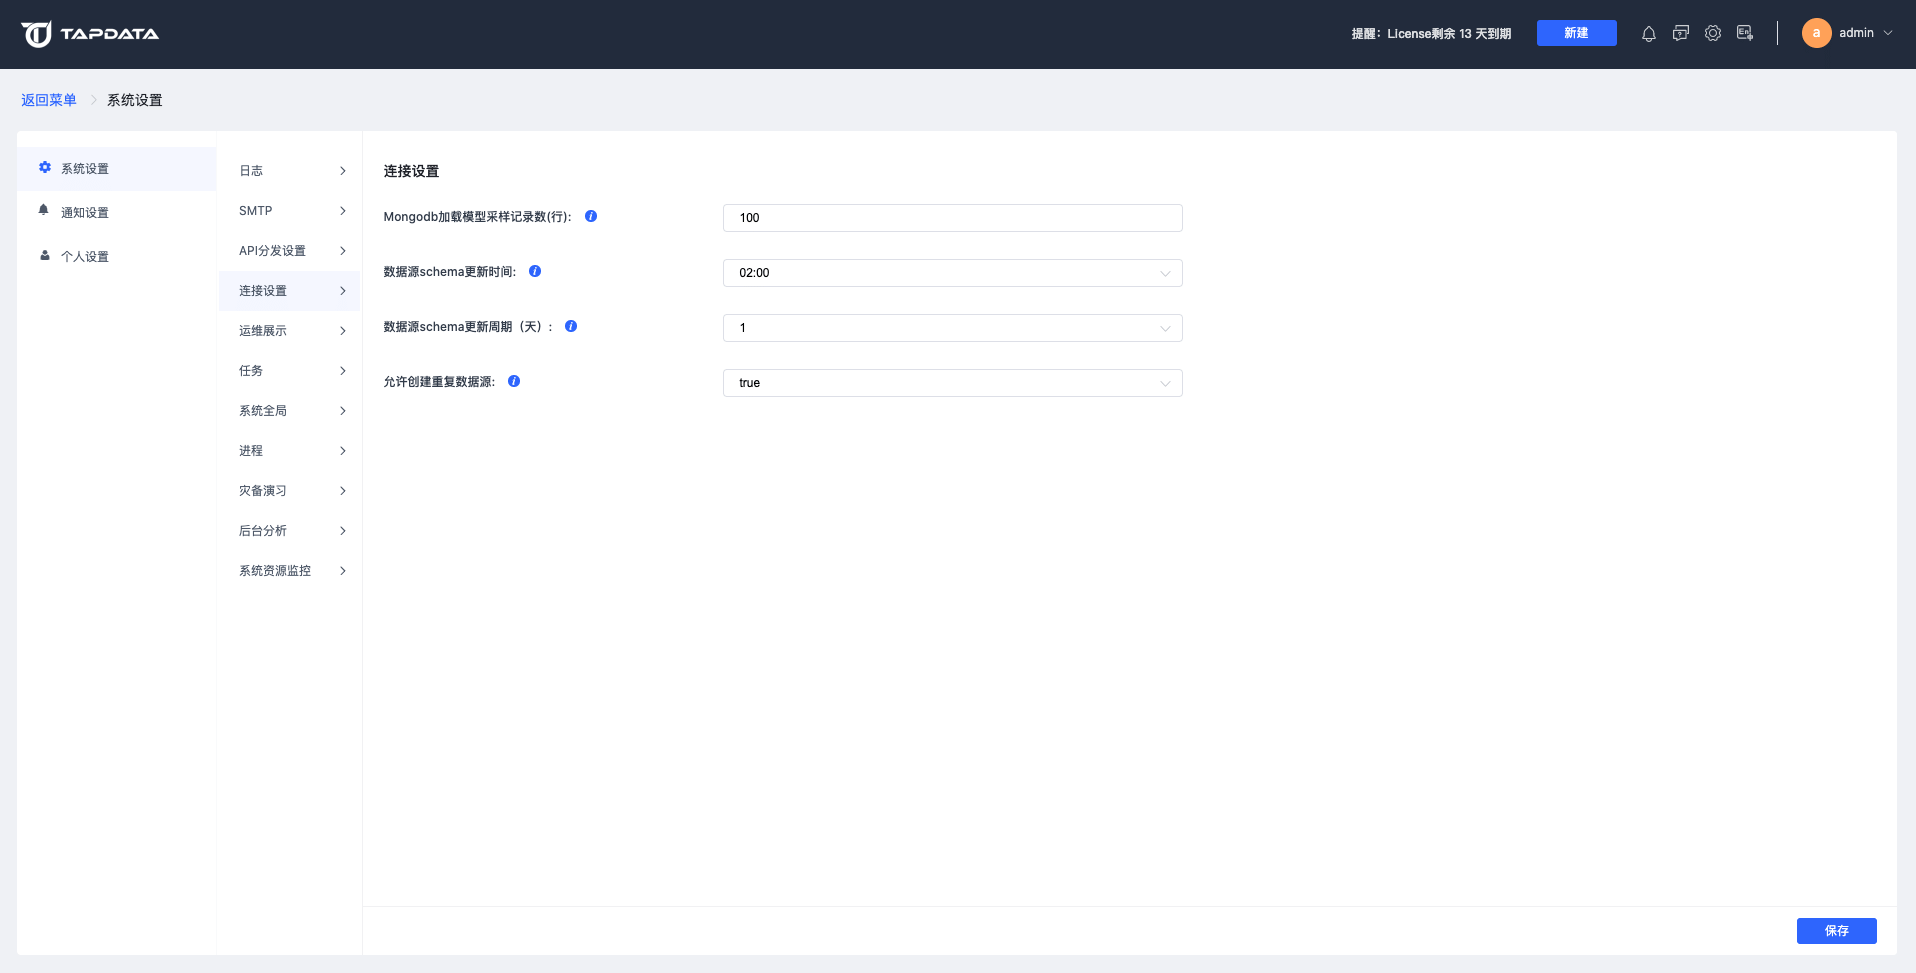 TAPDATA
提醒：License剩余 13 天到期
新建
En
a
admin
返回菜单
系统设置
系统设置
通知设置
个人设置
日志
SMTP
API分发设置
连接设置
运维展示
任务
系统全局
进程
灾备演习
后台分析
系统资源监控
连接设置
Mongodb加载模型采样记录数(行):
100
数据源schema更新时间:
02:00
数据源schema更新周期（天）:
1
允许创建重复数据源:
true
保存